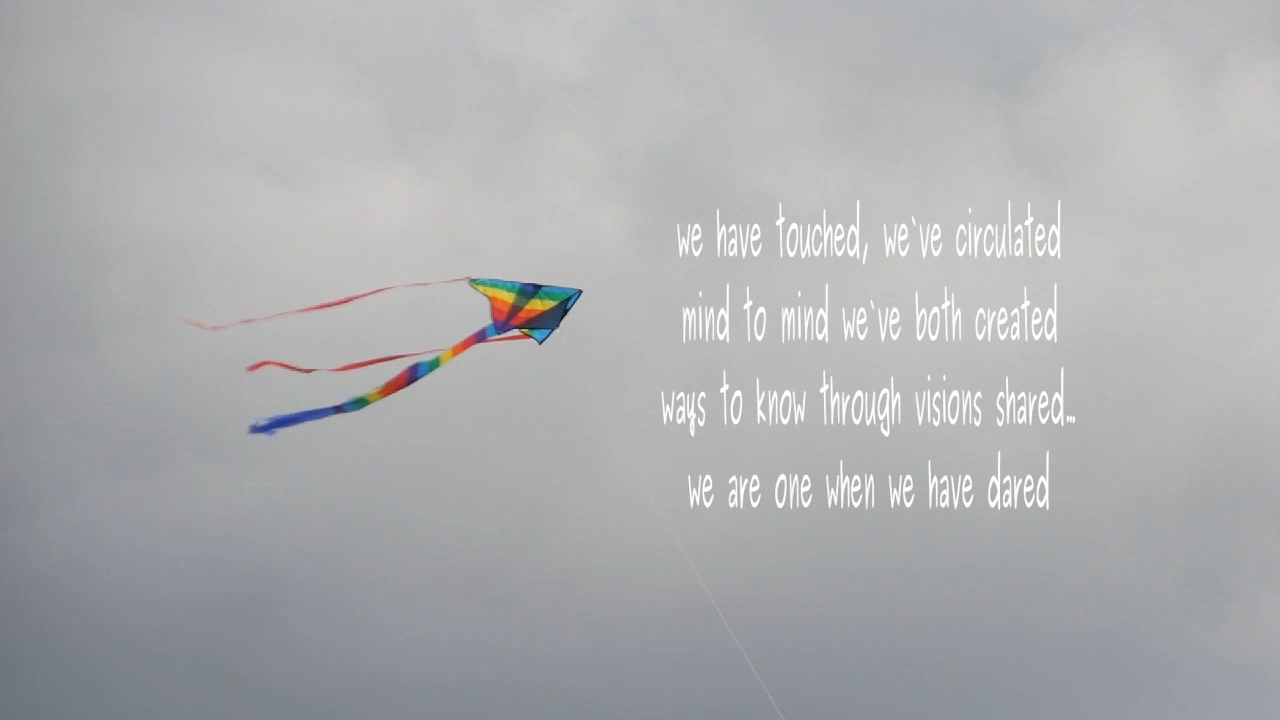 we have touched, we`ve circulated
mind to mind we`ve both created
ways to know through visions shared...
we are one when we have dared